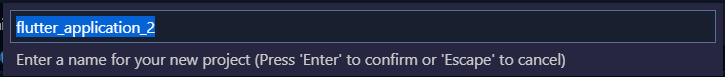 flutter_application_2
Enter a name for your new project (Press 'Enter' to confirm or 'Escape' to cancel)